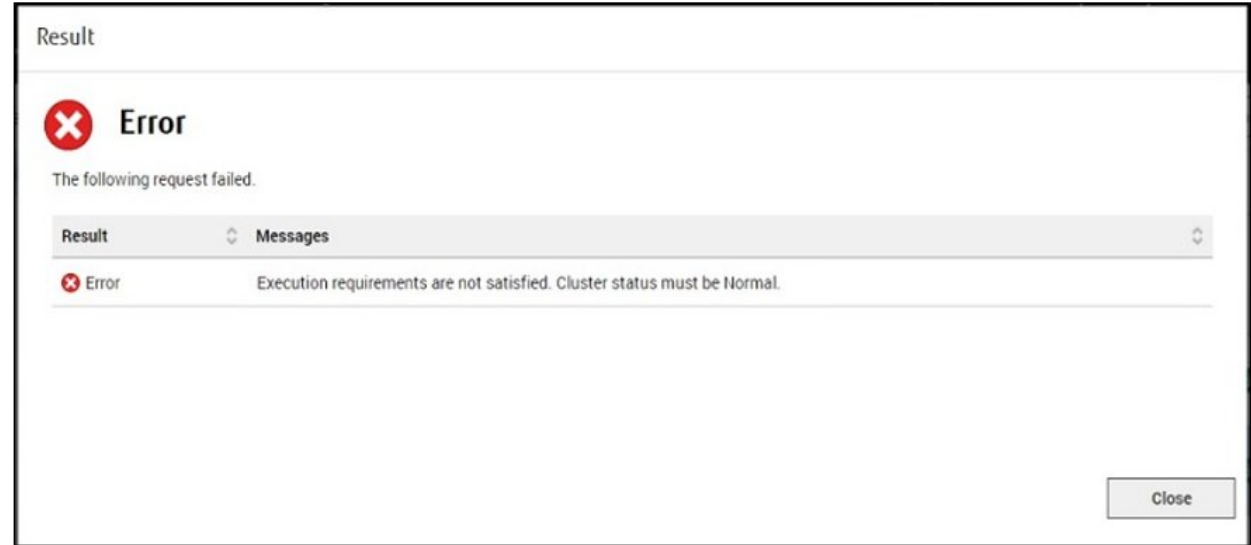 Result
Error
The following request failed.
Result Messages
Error Execution requirements are not satisfied. Cluster status must be Normal.
Close